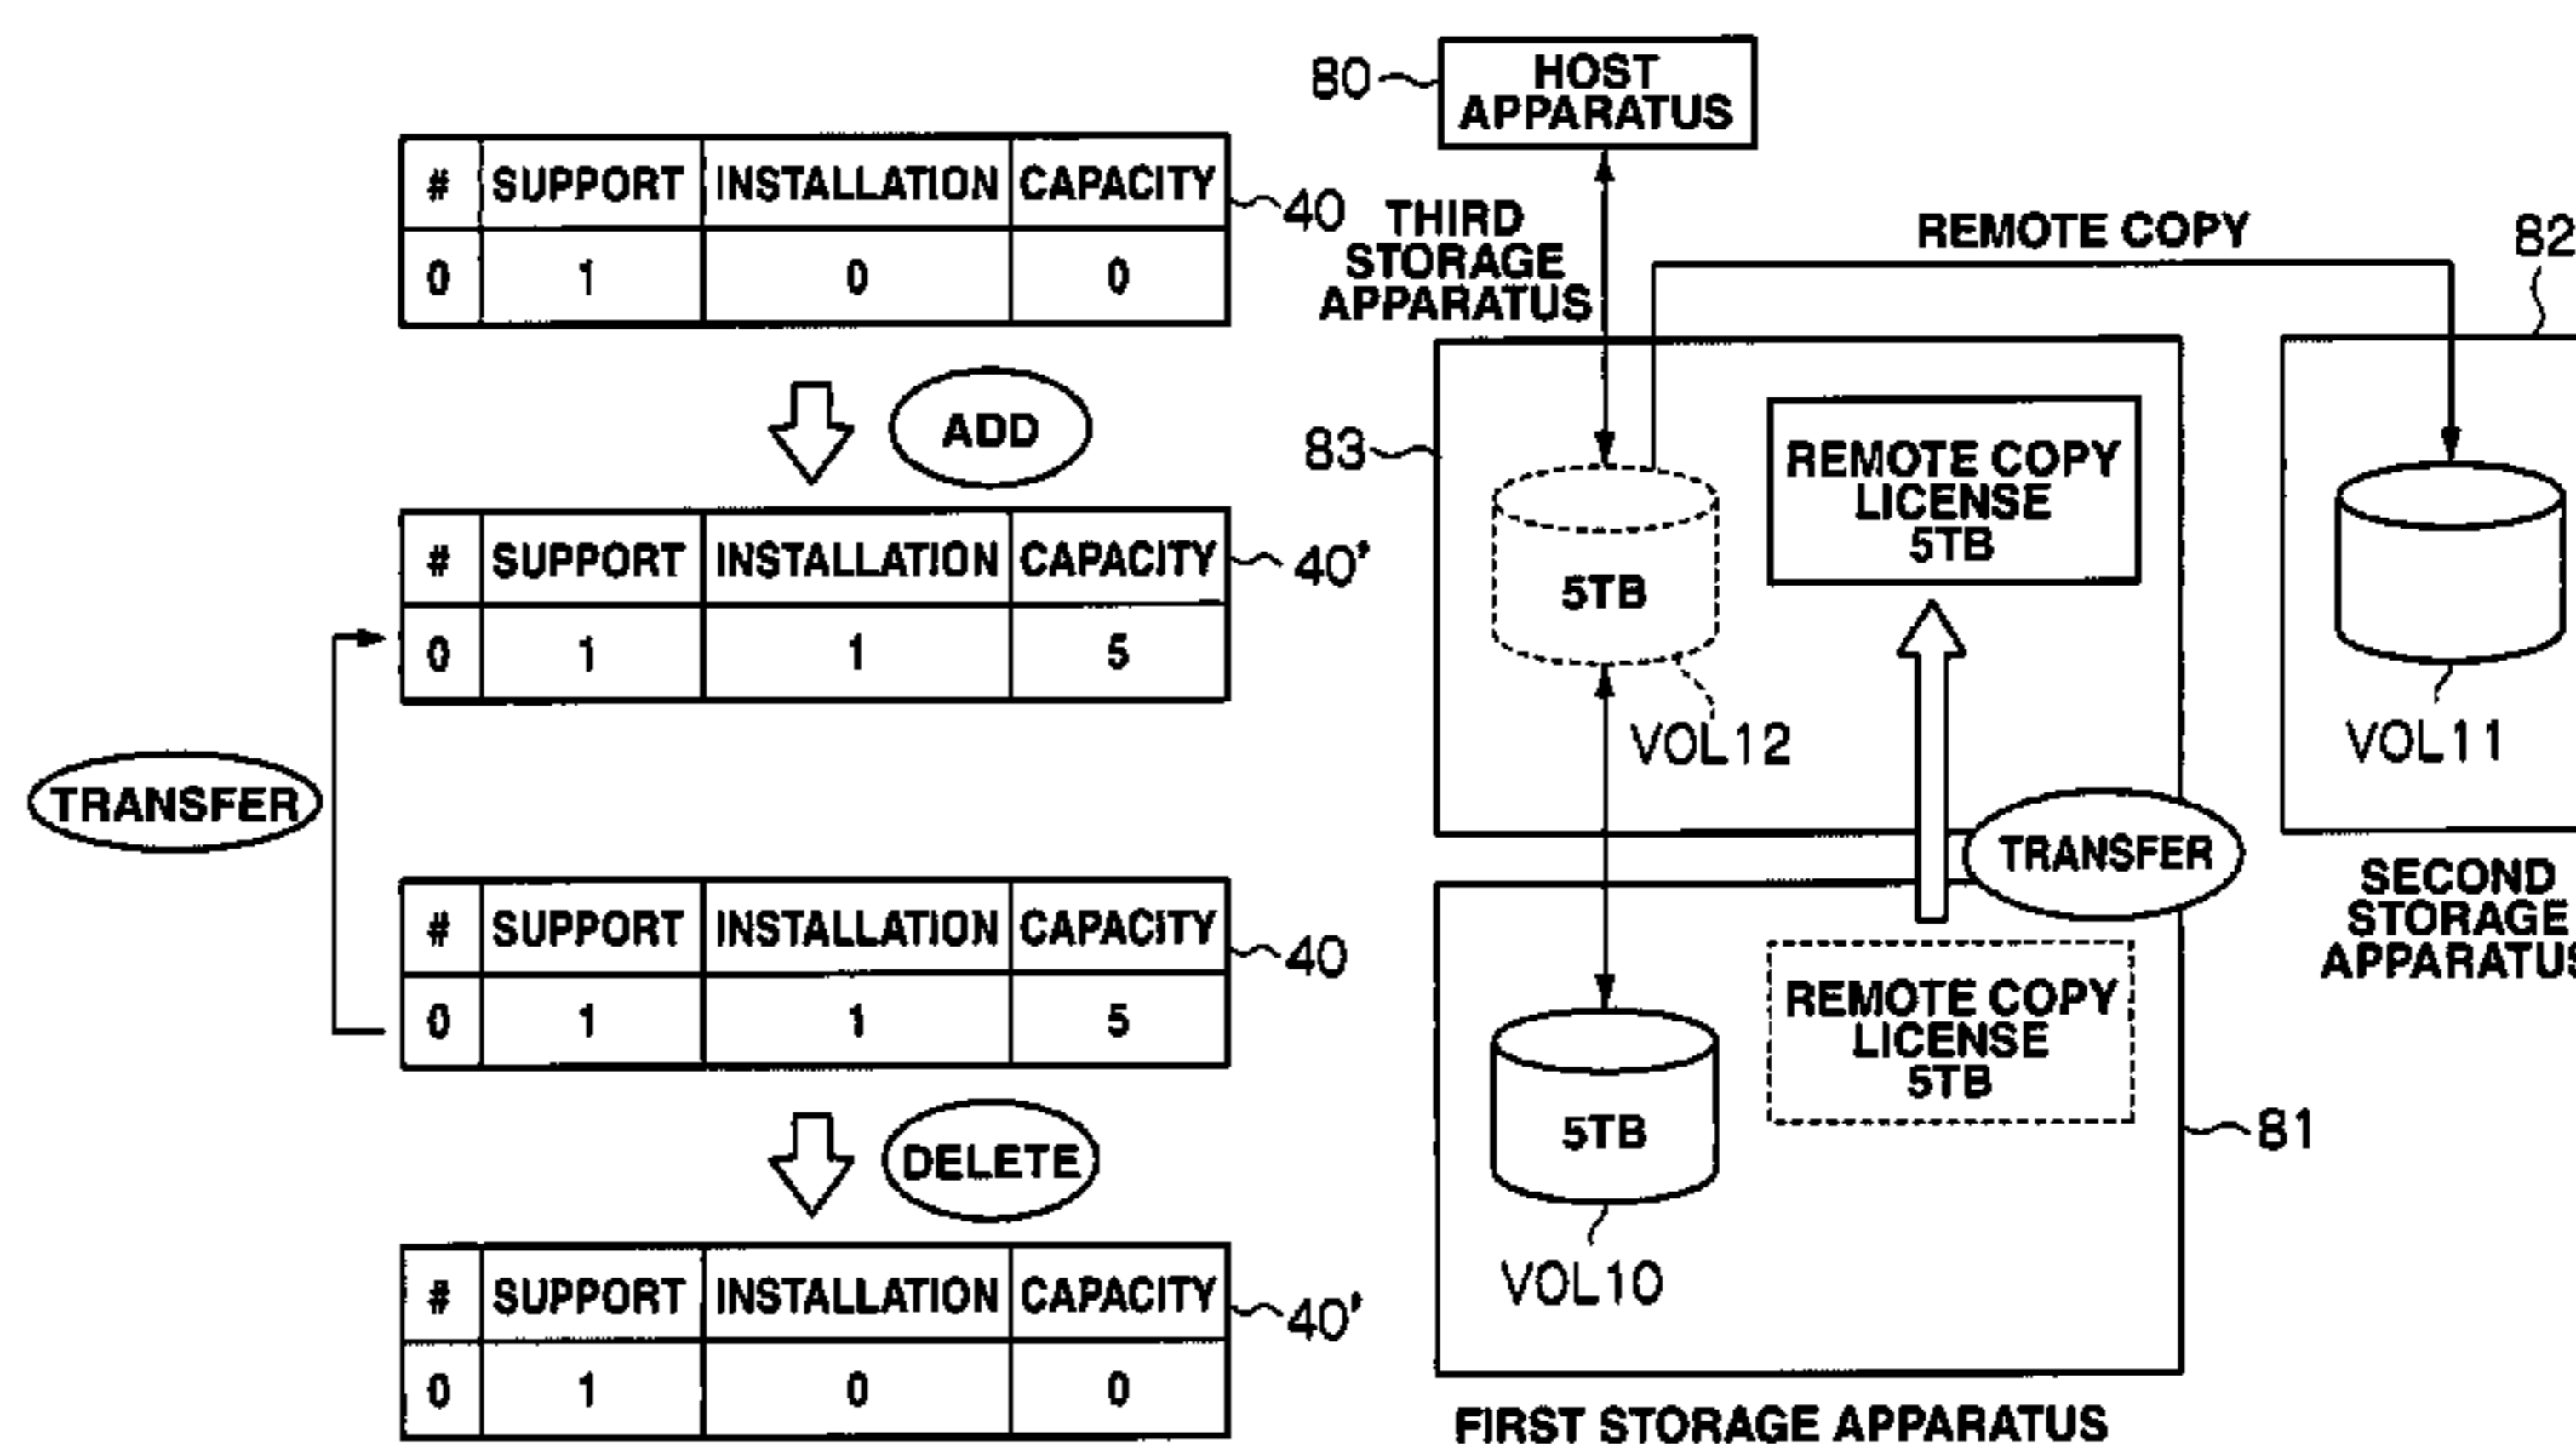 # SUPPORT INSTALLATION CAPACITY
0 1 0 0
40
ADD
# SUPPORT INSTALLATION CAPACITY
0 1 1 5
40'
TRANSFER
# SUPPORT INSTALLATION CAPACITY
0 1 1 5
40
DELETE
# SUPPORT INSTALLATION CAPACITY
0 1 0 0
40'
80
HOST
APPARATUS
THIRD
STORAGE
APPARATUS
REMOTE COPY
82
83
5TB
VOL12
REMOTE COPY
LICENSE
5TB
VOL11
SECOND
STORAGE
APPARATUS
TRANSFER
5TB
VOL10
REMOTE COPY
LICENSE
5TB
81
FIRST STORAGE APPARATUS